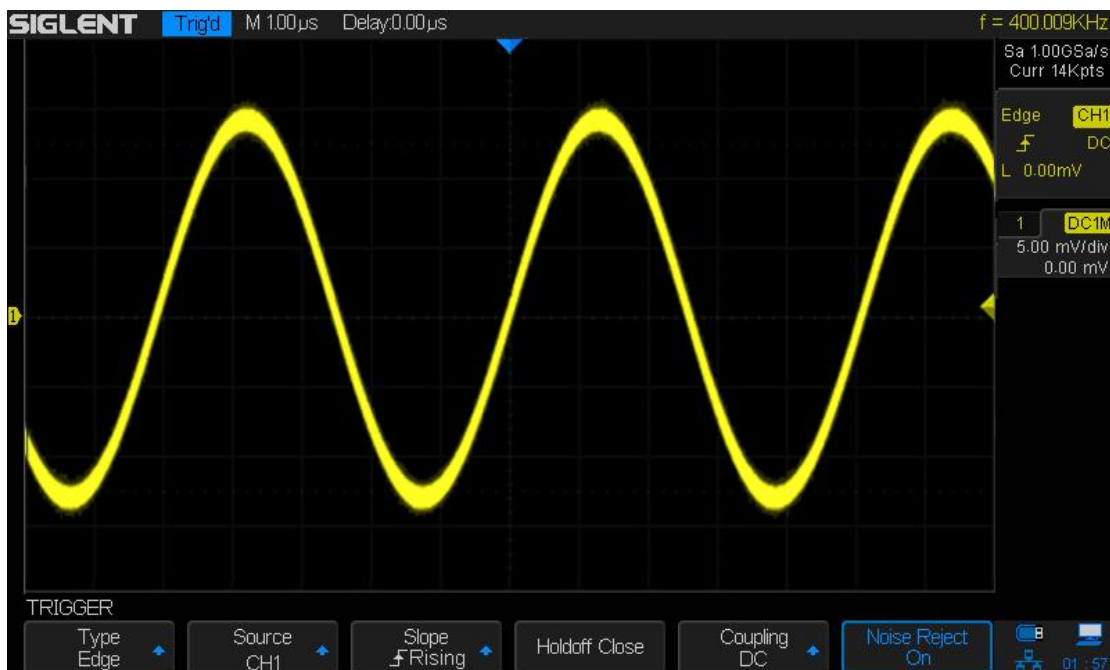 SIGLENT Trig'd M 1.00µs Delay:0.00µs f = 400.009KHz
Sa 1.00GSa/s
Curr 14Kpts
Edge CH1
DC
L 0.00mV
1 DC1M
5.00 mV/div
0.00 mV
1
TRIGGER
Type
Edge
Source
CH1
Slope
Rising
Holdoff Close
Coupling
DC
Noise Reject
On
01:57